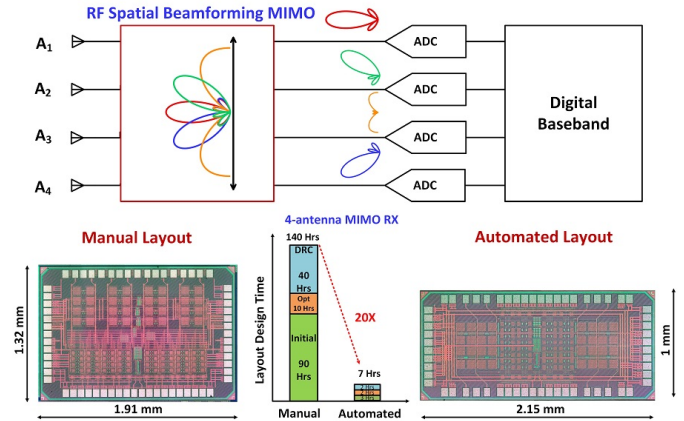 RF Spatial Beamforming MIMO
A1
A2
A3
A4
ADC
ADC
ADC
ADC
Digital
Baseband
Manual Layout
1.32 mm
1.91 mm
4-antenna MIMO RX
Layout Design Time
140 Hrs
DRC
40
Hrs
Opt
10 Hrs
Initial
90
Hrs
20X
7 Hrs
Manual
Automated
Automated Layout
1 mm
2.15 mm